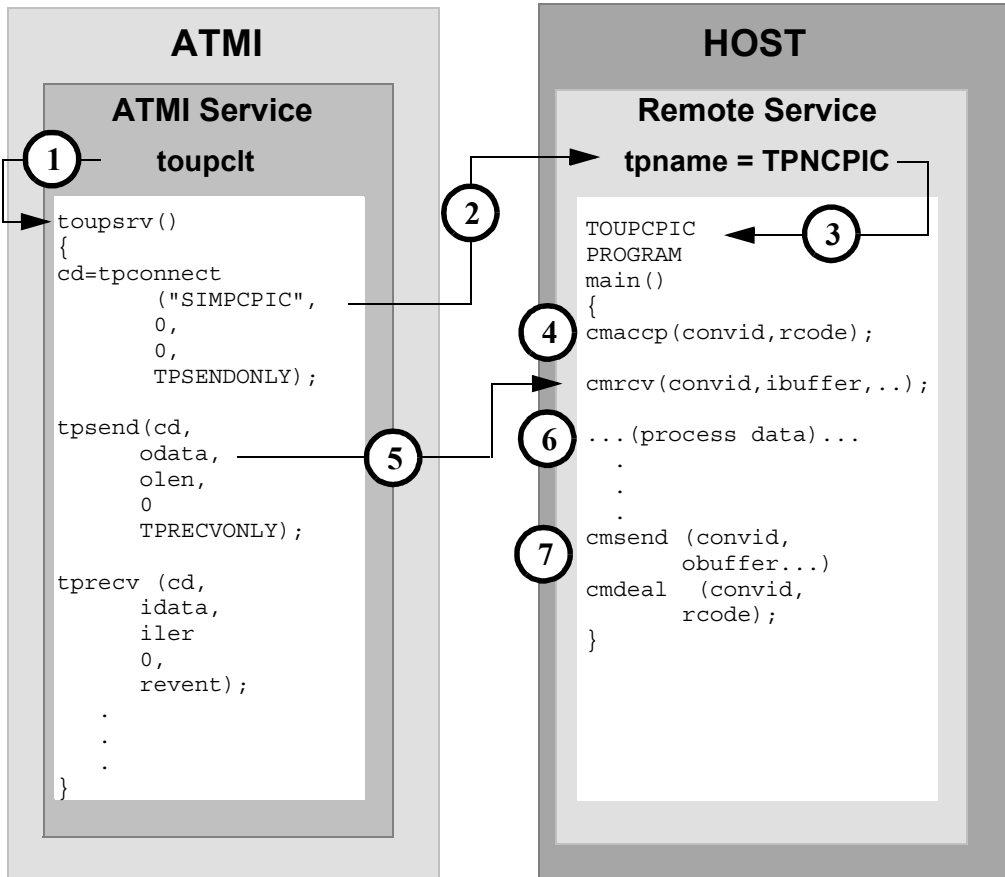 ATMI
ATMI Service
1
toupclt
toupsrv()
{
cd=tpconnect
("SIMPCPIC",
0,
0,
TPSENDONLY);
tpsend(cd,
odata,
olen,
0
TPRECVONLY);
tprecv (cd,
idata,
iler
0,
revent);
.
.
.
}
2
5
HOST
Remote Service
tpname = TPNCPIC
3
TOUPCPIC
PROGRAM
main()
{
4
cmaccp(convid,rcode);
cmrcv(convid,ibuffer,..);
6
...(process data)...
.
.
.
7
cmsend (convid,
obuffer...)
cmdeal (convid,
rcode);
}